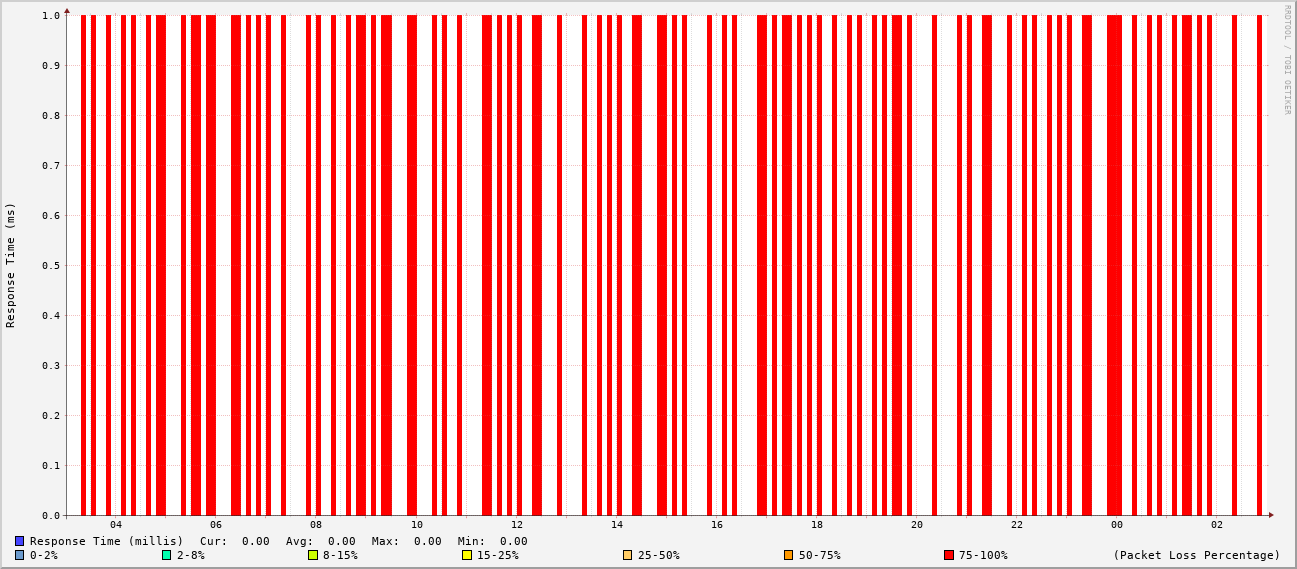 RRDTOOL / TOBI OETIKER
Response Time (ms)
1.0
0.9
0.8
0.7
0.6
0.5
0.4
0.3
0.2
0.1
0.0
04 06 08 10 12 14 16 18 20 22 00 02
Response Time (millis) Cur: 0.00 Avg: 0.00 Max: 0.00 Min: 0.00
0-2% 2-8% 8-15% 15-25% 25-50% 50-75% 75-100% (Packet Loss Percentage)